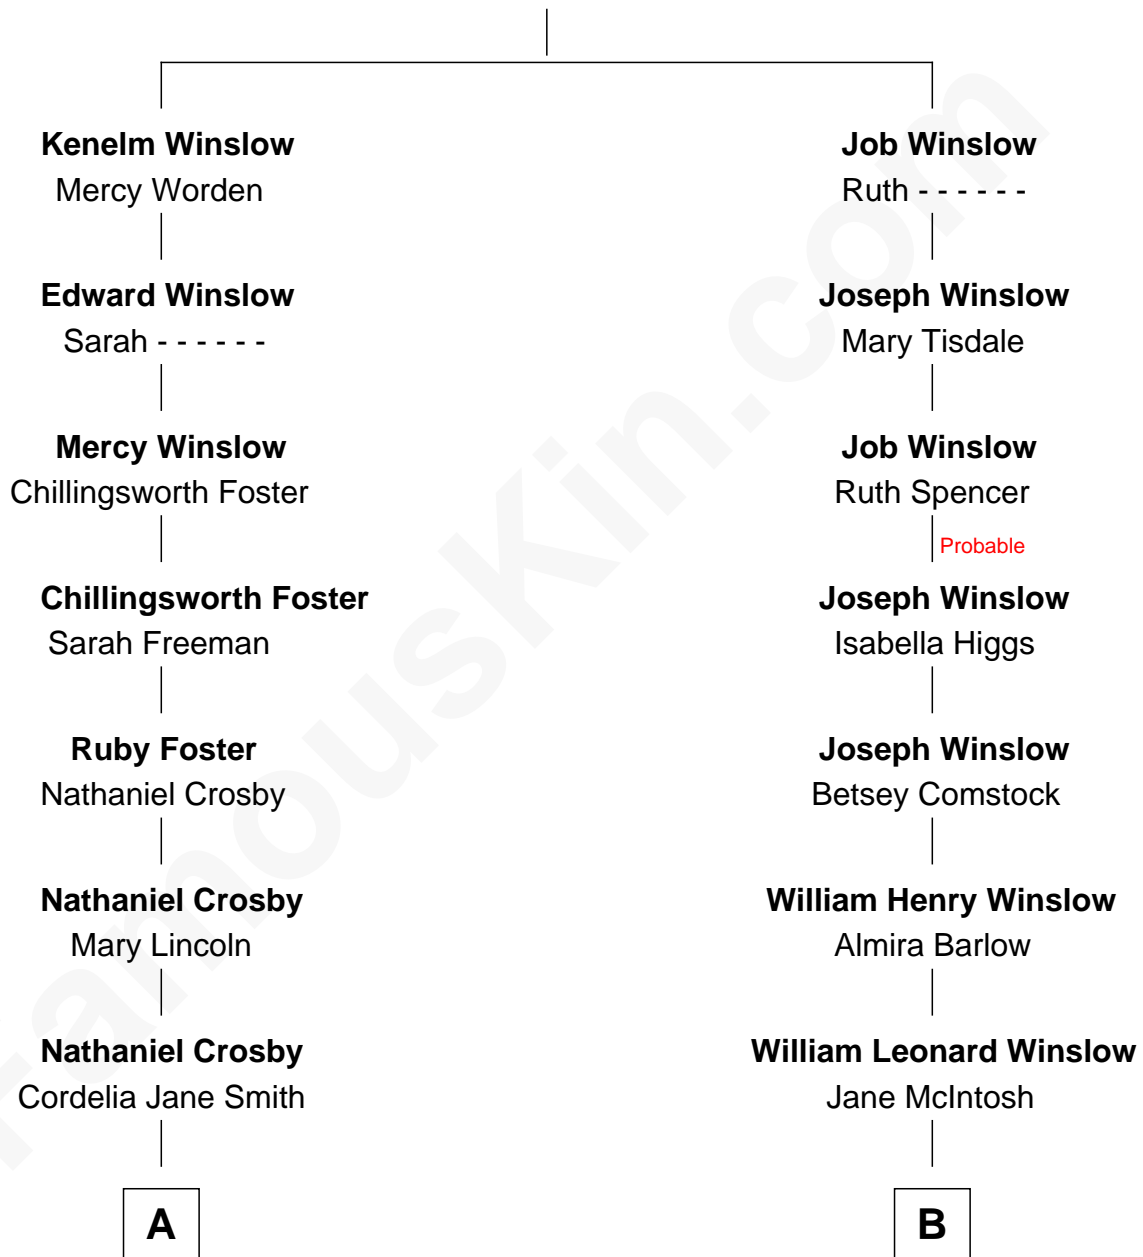 Kenelm Winslow
Mercy Worden
Edward Winslow
Sarah - - - - - -
Mercy Winslow
Chillingsworth Foster
Chillingsworth Foster
Sarah Freeman
Ruby Foster
Nathaniel Crosby
Nathaniel Crosby
Mary Lincoln
Nathaniel Crosby
Cordelia Jane Smith
A
Job Winslow
Ruth - - - - - -
Joseph Winslow
Mary Tisdale
Job Winslow
Ruth Spencer
Probable
Joseph Winslow
Isabella Higgs
Joseph Winslow
Betsey Comstock
William Henry Winslow
Almira Barlow
William Leonard Winslow
Jane McIntosh
B
FamousKin.com